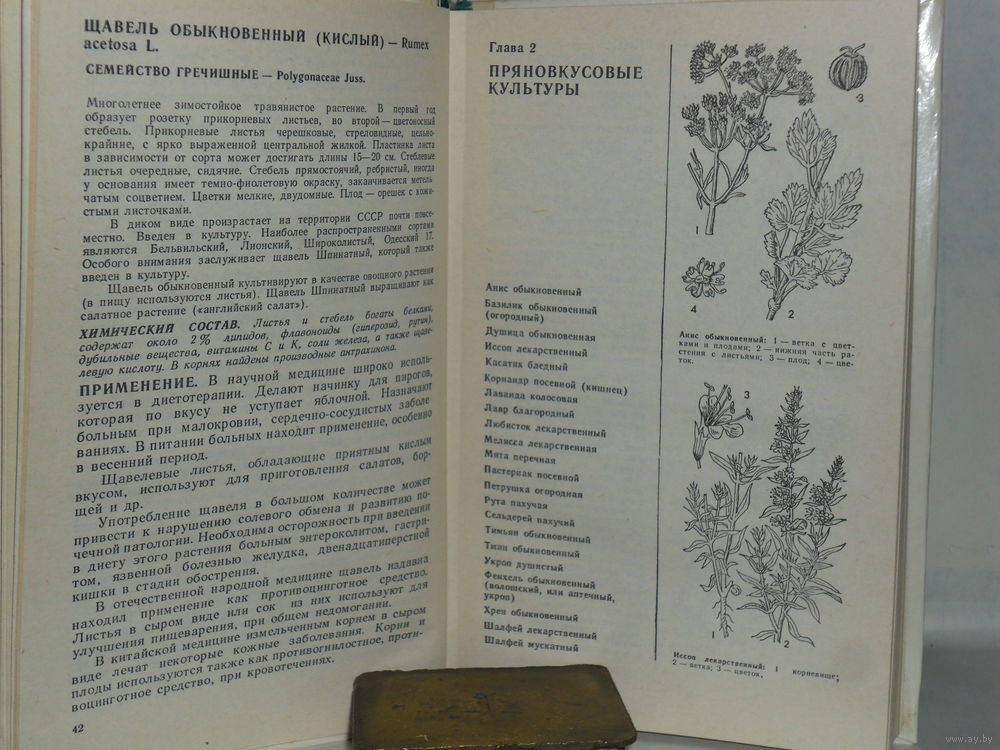 ЩАВЕЛЬ ОБЫКНОВЕННЫЙ (КИСЛЫЙ) — Rumex
acetosa L.
СЕМЕЙСТВО ГРЕЧИШНЫЕ — Polygonaceae Juss.
Многолетнее зимостойкое травянистое растение. В первый год
образует розетку прикорневых листьев, во второй — цветоносный
стебель. Прикорневые листья черешковые, стреловидные, цельно-
крайние, с ярко выраженной центральной жилкой. Пластинка листа
в зависимости от сорта может достигать длины 15—20 см. Стеблевые
листья очередные, сидячие. Стебель прямостоячий, ребристый, иногда
у основания имеет темно-фиолетовую окраску, заканчивается метель-
чатым соцветием. Цветки мелкие, двудомные. Плод — орешек с кожи-
стыми листочками.
В диком виде произрастает на территории СССР почти повсе-
местно. Введен в культуру. Наиболее распространенными сортами
являются Бельвильский, Лионский, Широколистый, Одесский 17.
Особого внимания заслуживает щавель Шпинатный, который также
введен в культуру.
Щавель обыкновенный культивируют в качестве овощного растения
(в пищу используются листья). Щавель Шпинатный выращивают как
салатное растение («английский салат»).
ХИМИЧЕСКИЙ СОСТАВ. Листья и стебель богаты белками,
содержат около 2% липидов, флавоноиды (гиперозид, рутин),
дубильные вещества, витамины С и К, соли железа, а также щаве-
левую кислоту. В корнях найдены производные антрахинона.
ПРИМЕНЕНИЕ. В научной медицине широко исполь-
зуется в диетотерапии. Делают начинку для пирогов,
которая по вкусу не уступает яблочной. Назначают
больным при малокровии, сердечно-сосудистых заболе-
ваниях. В питании больных находит применение, особенно
в весенний период.
Щавелевые листья, обладающие приятным кислым
вкусом, используют для приготовления салатов, бор-
щей и др.
Употребление щавеля в большом количестве может
привести к нарушению солевого обмена и развитию по-
чечной патологии. Необходима осторожность при введении
в диету этого растения больным энтероколитом, гастри-
том, язвенной болезнью желудка, двенадцатиперстной
кишки в стадии обострения.
В отечественной народной медицине щавель издавна
находил применение как противоцинготное средство.
Листья в сыром виде или сок из них используют для
улучшения пищеварения, при общем недомогании.
В китайской медицине измельченным корнем в сыром
виде лечат некоторые кожные заболевания. Корни и
плоды используются также как противогнилостное, проти-
воцинготное средство, при кровотечениях.
42
Глава 2
ПРЯНОВКУСОВЫЕ
КУЛЬТУРЫ
Анис обыкновенный
Базилик обыкновенный
(огородный)
Душица обыкновенная
Иссоп лекарственный
Касатик бледный
Кориандр посевной (кишнец)
Лаванда колосовая
Лавр благородный
Любисток лекарственный
Мелисса лекарственная
Мята перечная
Пастернак посевной
Петрушка огородная
Рута пахучая
Сельдерей пахучий
Тимьян обыкновенный
Тмин обыкновенный
Укроп душистый
Фенхель обыкновенный
(волошский, или аптечный,
укроп)
Хрен обыкновенный
Шалфей лекарственный
Шалфей мускатный
3
1
4
2
Анис обыкновенный: 1 — ветка с цвет-
ками и плодами; 2 — нижняя часть ра-
стения с листьями; 3 — плод; 4 — цве-
ток.
3
1
2
Иссоп лекарственный: 1 корневище;
2 — ветка; 3 — цветок.
www.ay.by